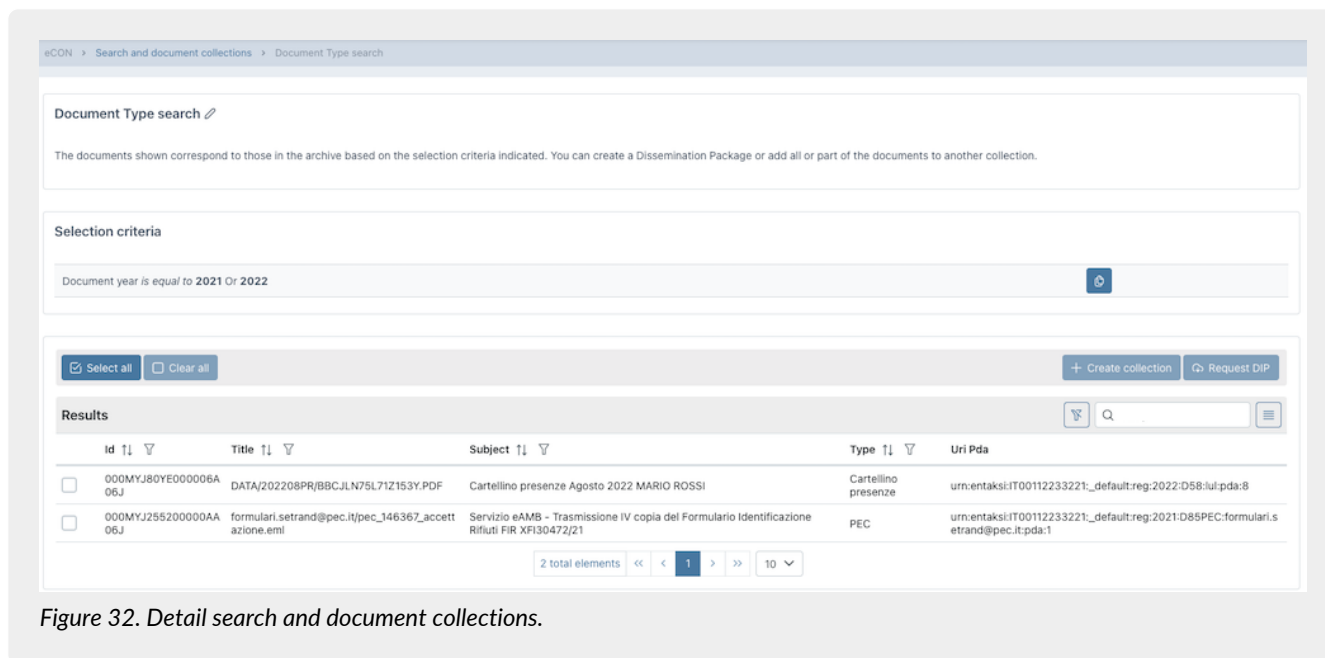 eCON > Search and document collections > Document Type search
Document Type search
The documents shown correspond to those in the archive based on the selection criteria indicated. You can create a Dissemination Package or add all or part of the documents to another collection.
Selection criteria
Document year is equal to 2021 Or 2022
Select all Clear all + Create collection Request DIP
Results
Id Title Subject Type Uri Pda
000MYJ80YE000006A
06J
DATA/202208PR/BBCJLN75L71Z153Y.PDF
Cartellino presenze Agosto 2022 MARIO ROSSI
Cartellino
presenze
urn:entaksi:IT00112233221:_default:reg:2022:D58:lul:pda:8
000MYJ255200000AA
06J
formulari.setrand@pec.it/pec_146367_accett
azione.eml
Servizio eAMB - Trasmissione IV copia del Formulario Identificazione
Rifiuti FIR XFI30472/21
PEC
urn:entaksi:IT00112233221:_default:reg:2021:D85PEC:formulari.s
etrand@pec.it:pda:1
2 total elements << < 1 > >> 10
Figure 32. Detail search and document collections.